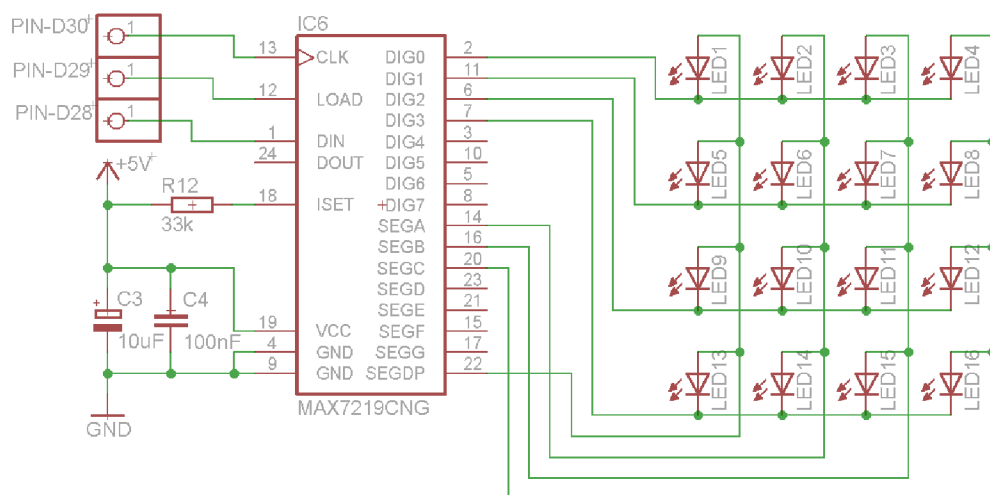 PIN-D30
1
PIN-D29
1
PIN-D28
1
+5V
R12
33k
C3
10uF
C4
100nF
GND
IC6
13 CLK
12 LOAD
1 DIN
24 DOUT
18 ISET
19 VCC
4 GND
9 GND
DIG0 2
DIG1 11
DIG2 6
DIG3 7
DIG4 3
DIG5 10
DIG6 5
DIG7 8
SEGA 14
SEGB 16
SEGC 20
SEGD 23
SEGE 21
SEGF 15
SEGG 17
SEGDP 22
MAX7219CNG
LED1
LED2
LED3
LED4
LED5
LED6
LED7
LED8
LED9
LED10
LED11
LED12
LED13
LED14
LED15
LED16